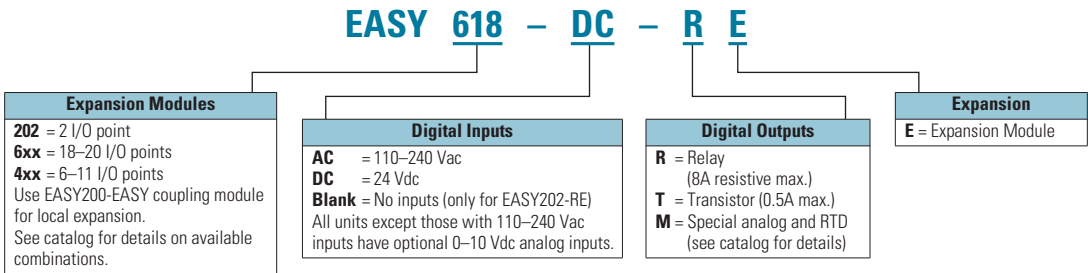 EASY 618 – DC – R E
Expansion Modules
202 = 2 I/O point
6xx = 18–20 I/O points
4xx = 6–11 I/O points
Use EASY200-EASY coupling module
for local expansion.
See catalog for details on available
combinations.
Digital Inputs
AC = 110–240 Vac
DC = 24 Vdc
Blank = No inputs (only for EASY202-RE)
All units except those with 110–240 Vac
inputs have optional 0–10 Vdc analog inputs.
Digital Outputs
R = Relay
(8A resistive max.)
T = Transistor (0.5A max.)
M = Special analog and RTD
(see catalog for details)
Expansion
E = Expansion Module